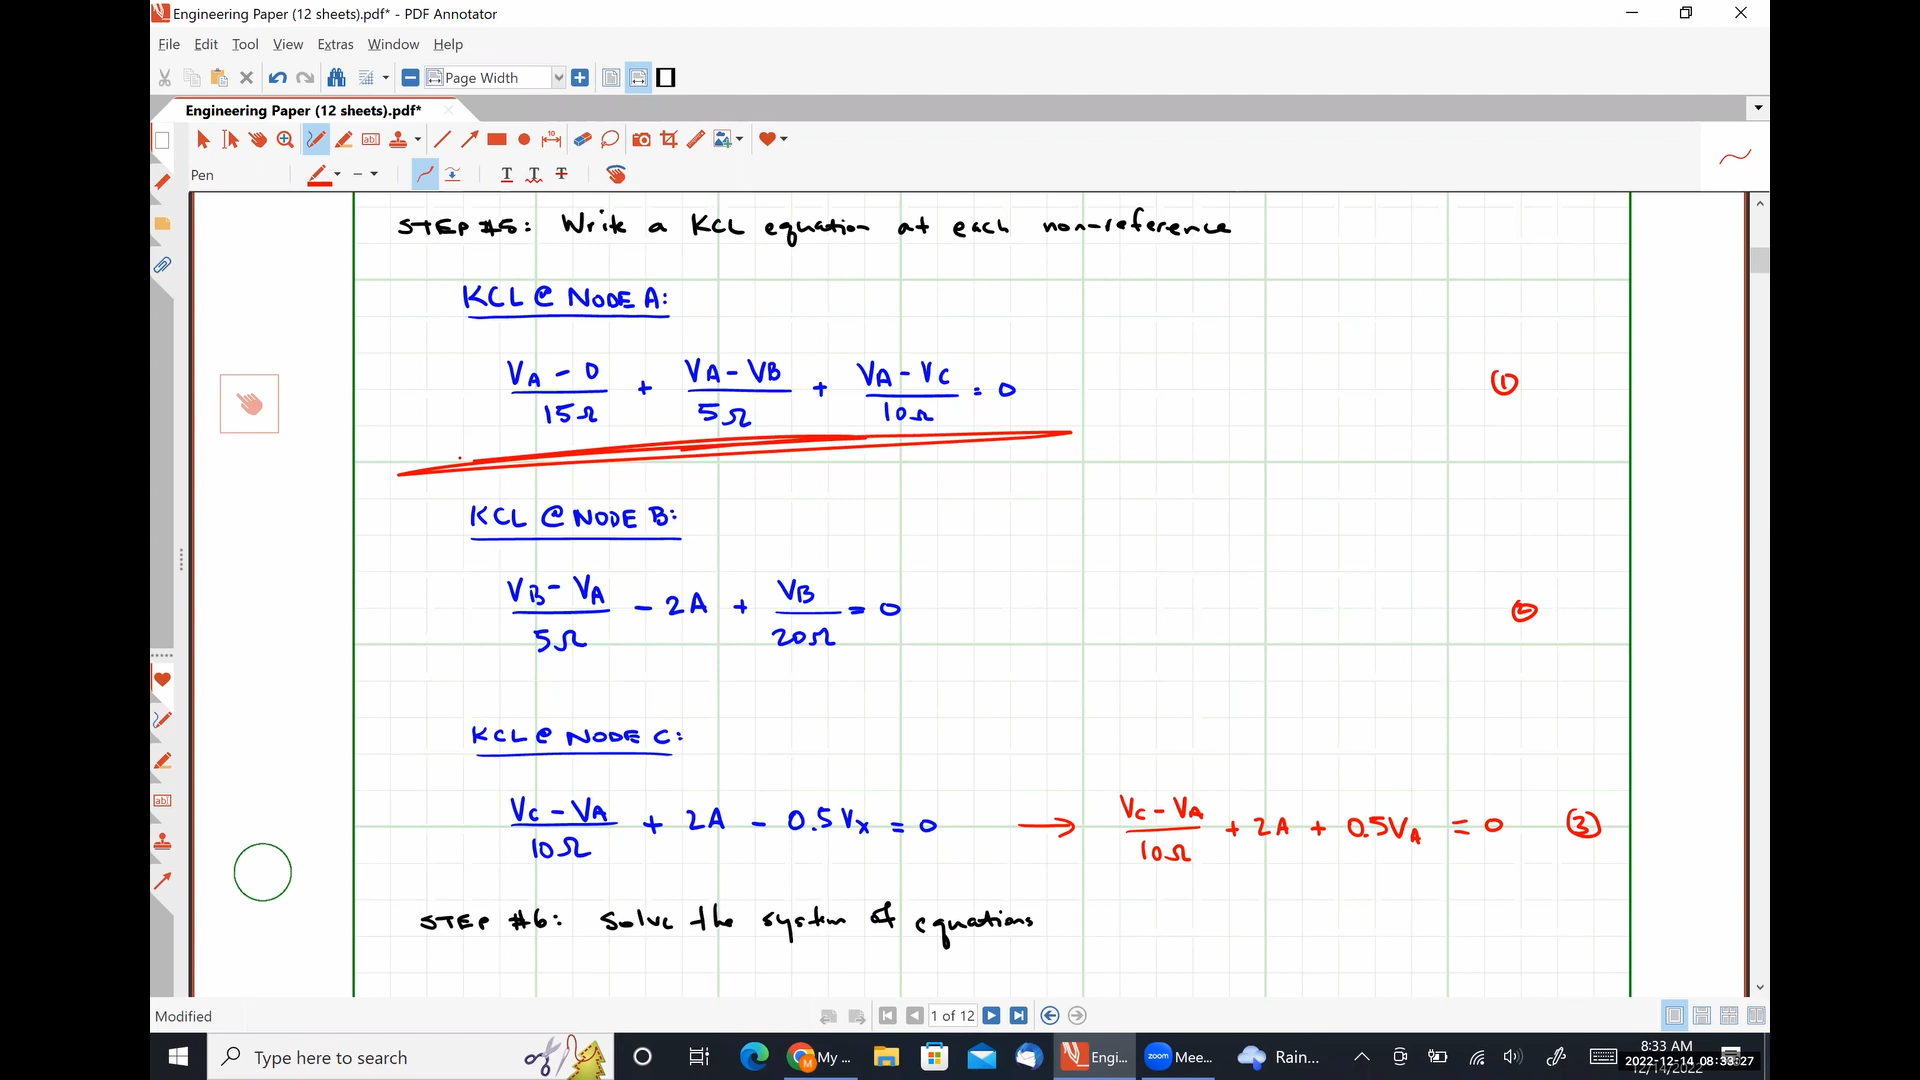 Engineering Paper (12 sheets).pdf* - PDF Annotator
File Edit Tool View Extras Window Help
Page Width
Engineering Paper (12 sheets).pdf*
Pen
STEP #5: Write a KCL equation at each non-reference
KCL @ NODE A:
VA - 0 / 15Ω + VA - VB / 5Ω + VA - VC / 10Ω = 0 ①
KCL @ NODE B:
VB - VA / 5Ω - 2A + VB / 20Ω = 0 ②
KCL @ NODE C:
VC - VA / 10Ω + 2A - 0.5Vx = 0 → VC - VA / 10Ω + 2A + 0.5VA = 0 ③
STEP #6: Solve the system of equations
Modified
1 of 12
Type here to search
My ...
Engi...
zoom
Mee...
Rain...
8:33 AM
2022-12-14 08:33:27
12/14/2022